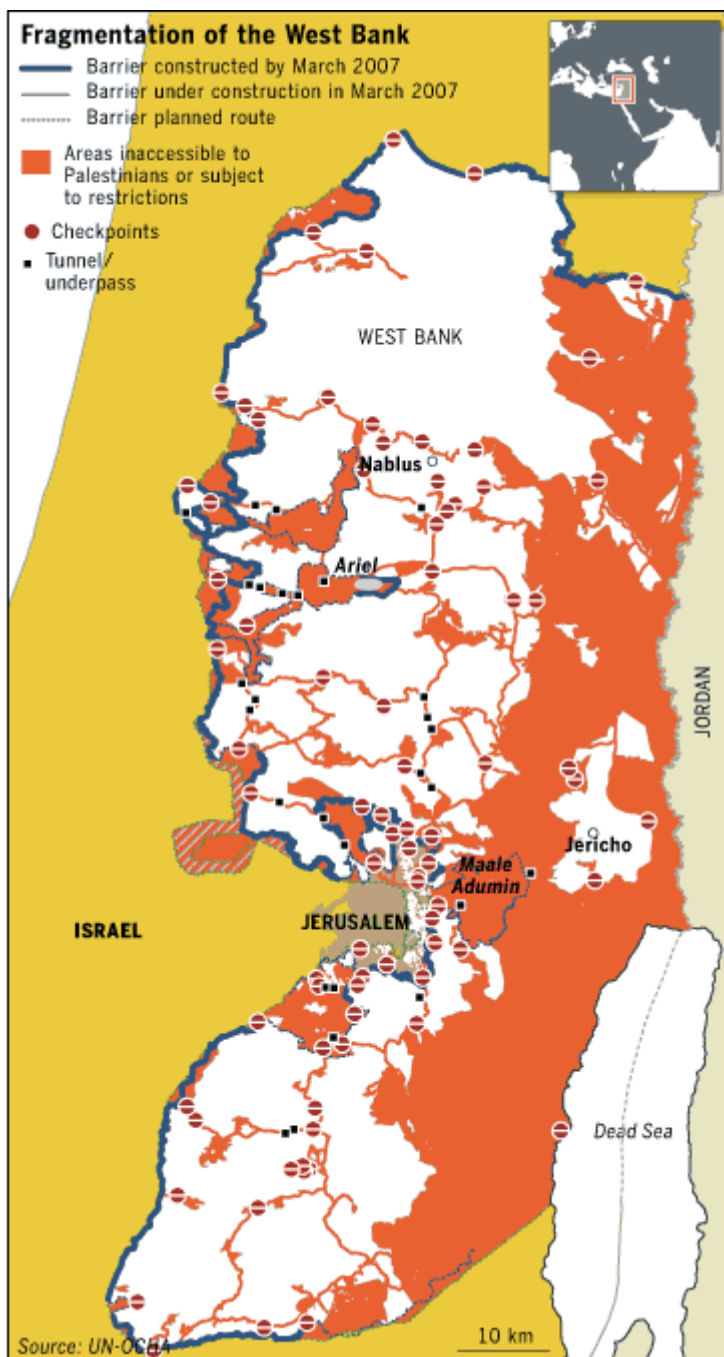 Fragmentation of the West Bank
Barrier constructed by March 2007
Barrier under construction in March 2007
Barrier planned route
Areas inaccessible to
Palestinians or subject
to restrictions
Checkpoints
Tunnel/
underpass
WEST BANK
Nablus
Ariel
JORDAN
Jericho
Maale
Adumin
ISRAEL
JERUSALEM
Dead Sea
10 km
Source: UN-OCHA